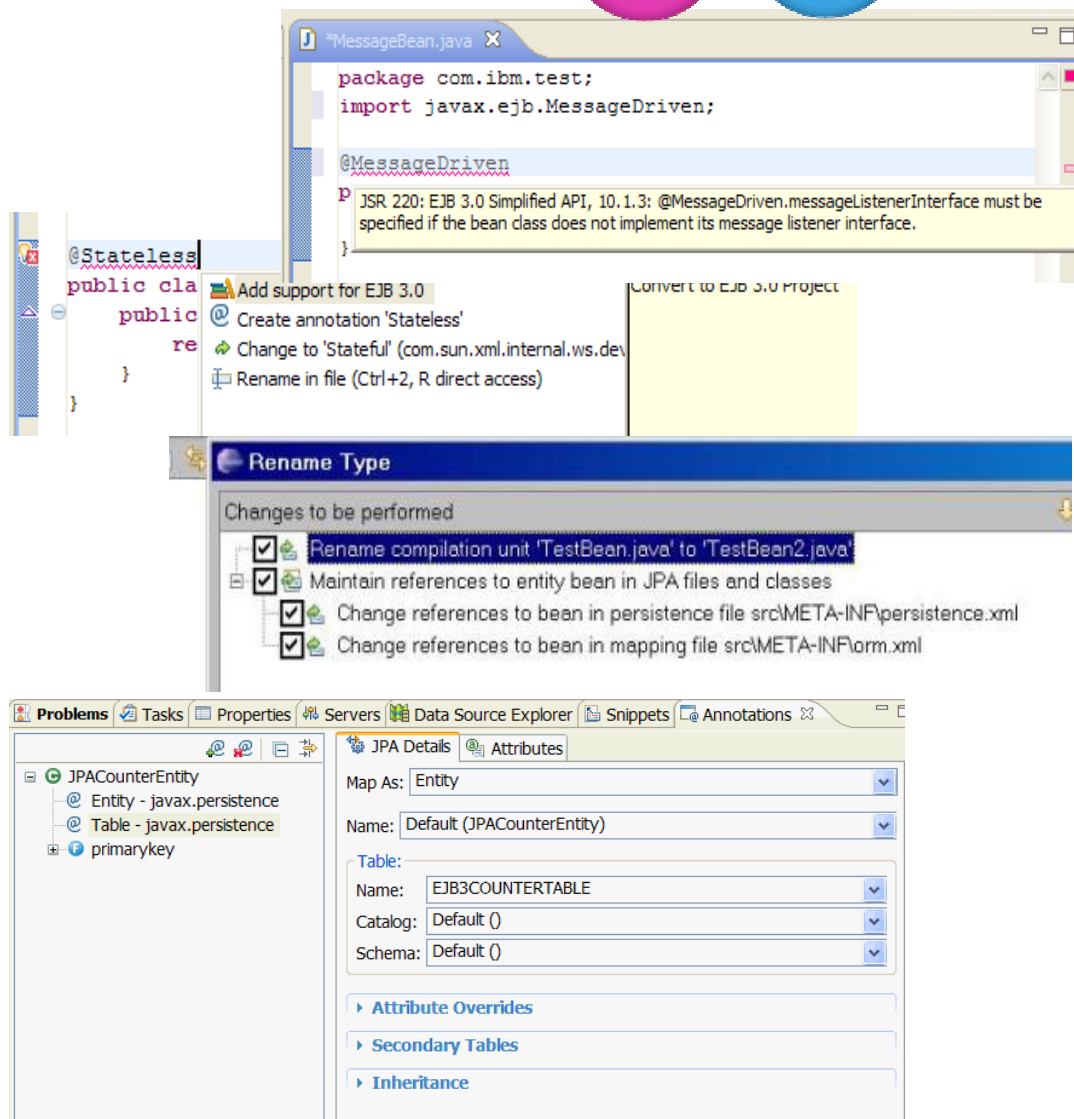 *MessageBean.java
package com.ibm.test;
import javax.ejb.MessageDriven;
@MessageDriven
p
JSR 220: EJB 3.0 Simplified API, 10.1.3: @MessageDriven.messageListenerInterface must be
specified if the bean class does not implement its message listener interface.
}
@Stateless
public cla
public
re
}
}
Add support for EJB 3.0
Create annotation 'Stateless'
Change to 'Stateful' (com.sun.xml.internal.ws.dev
Rename in file (Ctrl+2, R direct access)
Convert to EJB 3.0 Project
Rename Type
Changes to be performed
Rename compilation unit 'TestBean.java' to 'TestBean2.java'
Maintain references to entity bean in JPA files and classes
Change references to bean in persistence file src\META-INF\persistence.xml
Change references to bean in mapping file src\META-INF\orm.xml
Problems Tasks Properties Servers Data Source Explorer Snippets Annotations
JPACounterEntity
Entity - javax.persistence
Table - javax.persistence
primarykey
JPA Details Attributes
Map As: Entity
Name: Default (JPACounterEntity)
Table:
Name: EJB3COUNTERTABLE
Catalog: Default ()
Schema: Default ()
Attribute Overrides
Secondary Tables
Inheritance